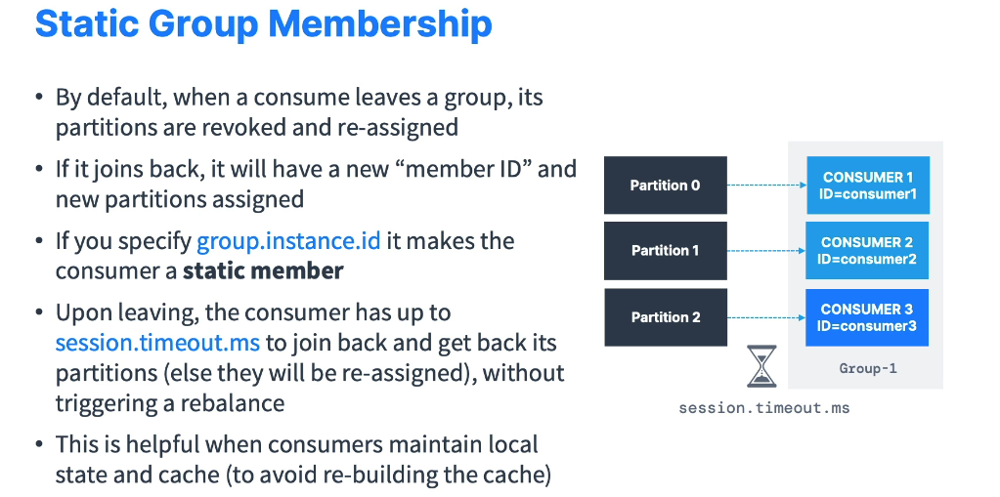 Static Group Membership
• By default, when a consume leaves a group, its
partitions are revoked and re-assigned
• If it joins back, it will have a new “member ID” and
new partitions assigned
• If you specify group.instance.id it makes the
consumer a static member
• Upon leaving, the consumer has up to
session.timeout.ms to join back and get back its
partitions (else they will be re-assigned), without
triggering a rebalance
• This is helpful when consumers maintain local
state and cache (to avoid re-building the cache)
Partition 0
CONSUMER 1
ID=consumer1
Partition 1
CONSUMER 2
ID=consumer2
Partition 2
CONSUMER 3
ID=consumer3
Group-1
session.timeout.ms